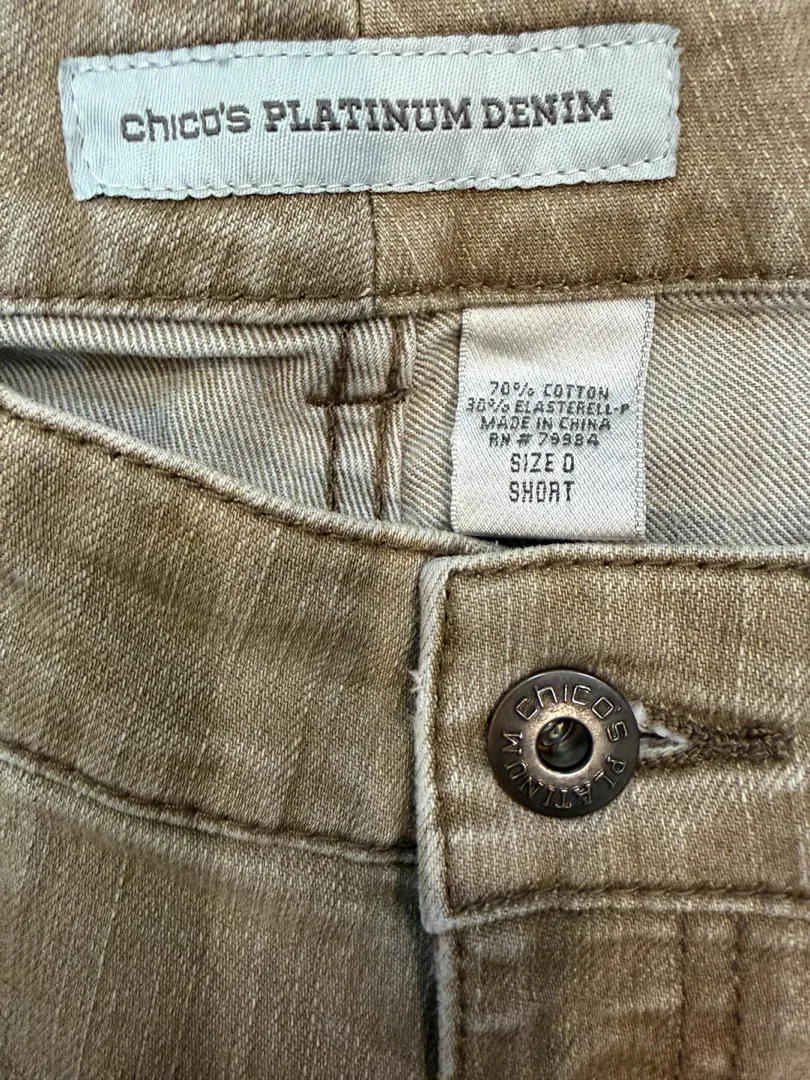 chico's PLATINUM DENIM
70% COTTON
30% ELASTERELL-P
MADE IN CHINA
RN # 79984
SIZE 0
SHORT
chico's PLATINUM